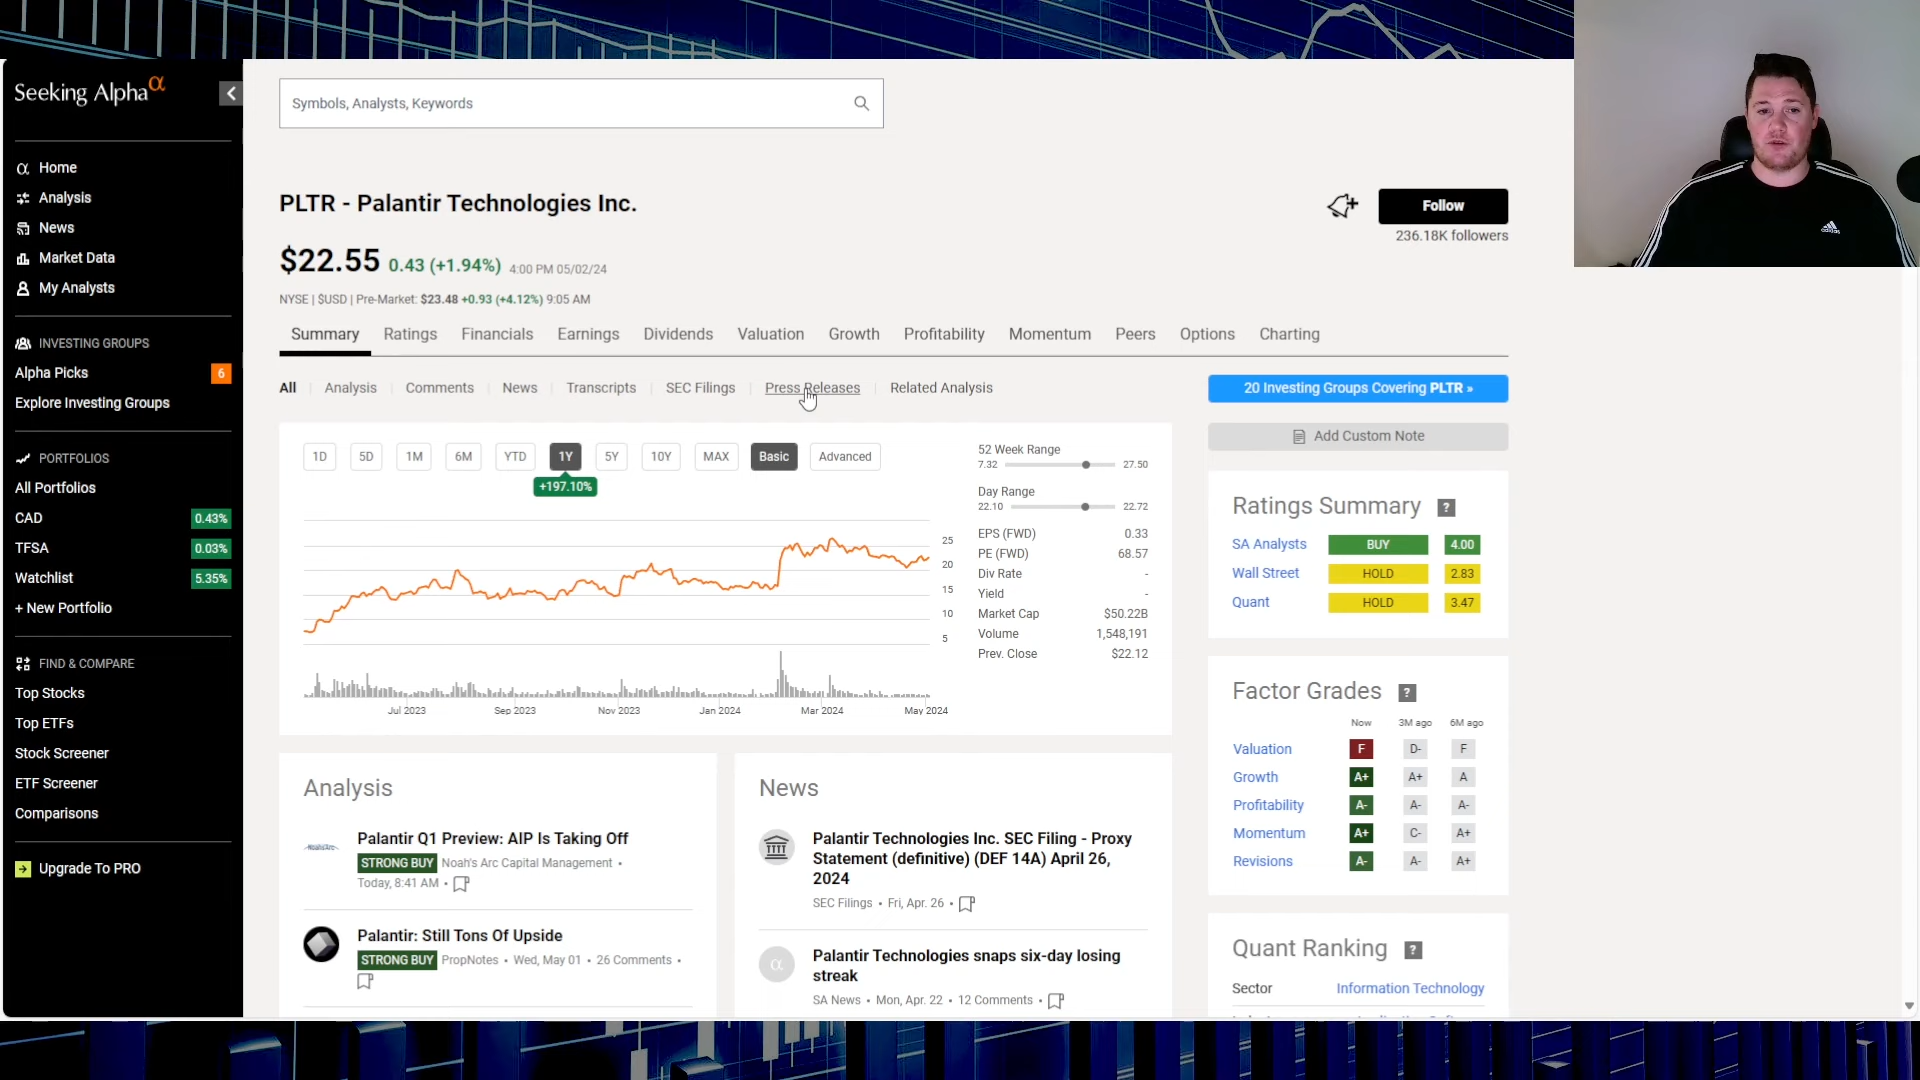 Seeking Alpha α
Home
Analysis
News
Market Data
My Analysts
INVESTING GROUPS
Alpha Picks 6
Explore Investing Groups
PORTFOLIOS
All Portfolios
CAD 0.43%
TFSA 0.03%
Watchlist 5.35%
+ New Portfolio
FIND & COMPARE
Top Stocks
Top ETFs
Stock Screener
ETF Screener
Comparisons
Upgrade To PRO
Symbols, Analysts, Keywords
PLTR - Palantir Technologies Inc.
Follow
236.18K followers
$22.55 0.43 (+1.94%) 4:00 PM 05/02/24
NYSE | $USD | Pre-Market: $23.48 +0.93 (+4.12%) 9:05 AM
Summary Ratings Financials Earnings Dividends Valuation Growth Profitability Momentum Peers Options Charting
All Analysis Comments News Transcripts SEC Filings Press Releases Related Analysis
1D 5D 1M 6M YTD 1Y 5Y 10Y MAX Basic Advanced
+197.10%
25
20
15
10
5
Jul 2023 Sep 2023 Nov 2023 Jan 2024 Mar 2024 May 2024
52 Week Range
7.32 27.50
Day Range
22.10 22.72
EPS (FWD) 0.33
PE (FWD) 68.57
Div Rate -
Yield -
Market Cap $50.22B
Volume 1,548,191
Prev. Close $22.12
Analysis
Palantir Q1 Preview: AIP Is Taking Off
STRONG BUY Noah's Arc Capital Management •
Today, 8:41 AM •
Palantir: Still Tons Of Upside
STRONG BUY PropNotes • Wed, May 01 • 26 Comments •
News
Palantir Technologies Inc. SEC Filing - Proxy
Statement (definitive) (DEF 14A) April 26,
2024
SEC Filings • Fri, Apr. 26 •
α
Palantir Technologies snaps six-day losing
streak
SA News • Mon, Apr. 22 • 12 Comments •
20 Investing Groups Covering PLTR »
Add Custom Note
Ratings Summary ?
SA Analysts BUY 4.00
Wall Street HOLD 2.83
Quant HOLD 3.47
Factor Grades ?
Now 3M ago 6M ago
Valuation F D- F
Growth A+ A+ A
Profitability A- A- A-
Momentum A+ C- A+
Revisions A- A- A+
Quant Ranking ?
Sector Information Technology
adidas